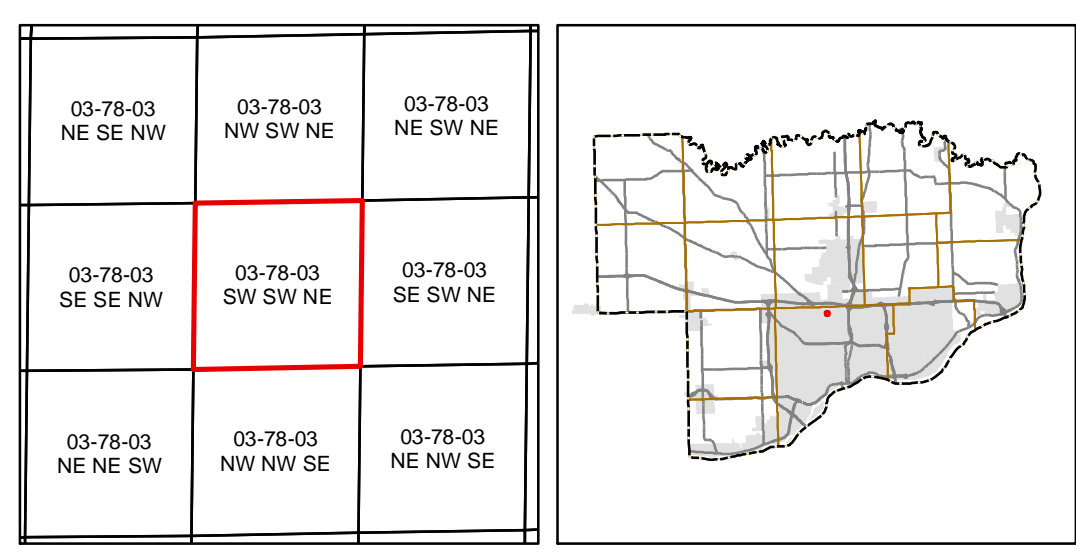 03-78-03
NE SE NW
03-78-03
NW SW NE
03-78-03
NE SW NE
03-78-03
SE SE NW
03-78-03
SW SW NE
03-78-03
SE SW NE
03-78-03
NE NE SW
03-78-03
NW NW SE
03-78-03
NE NW SE